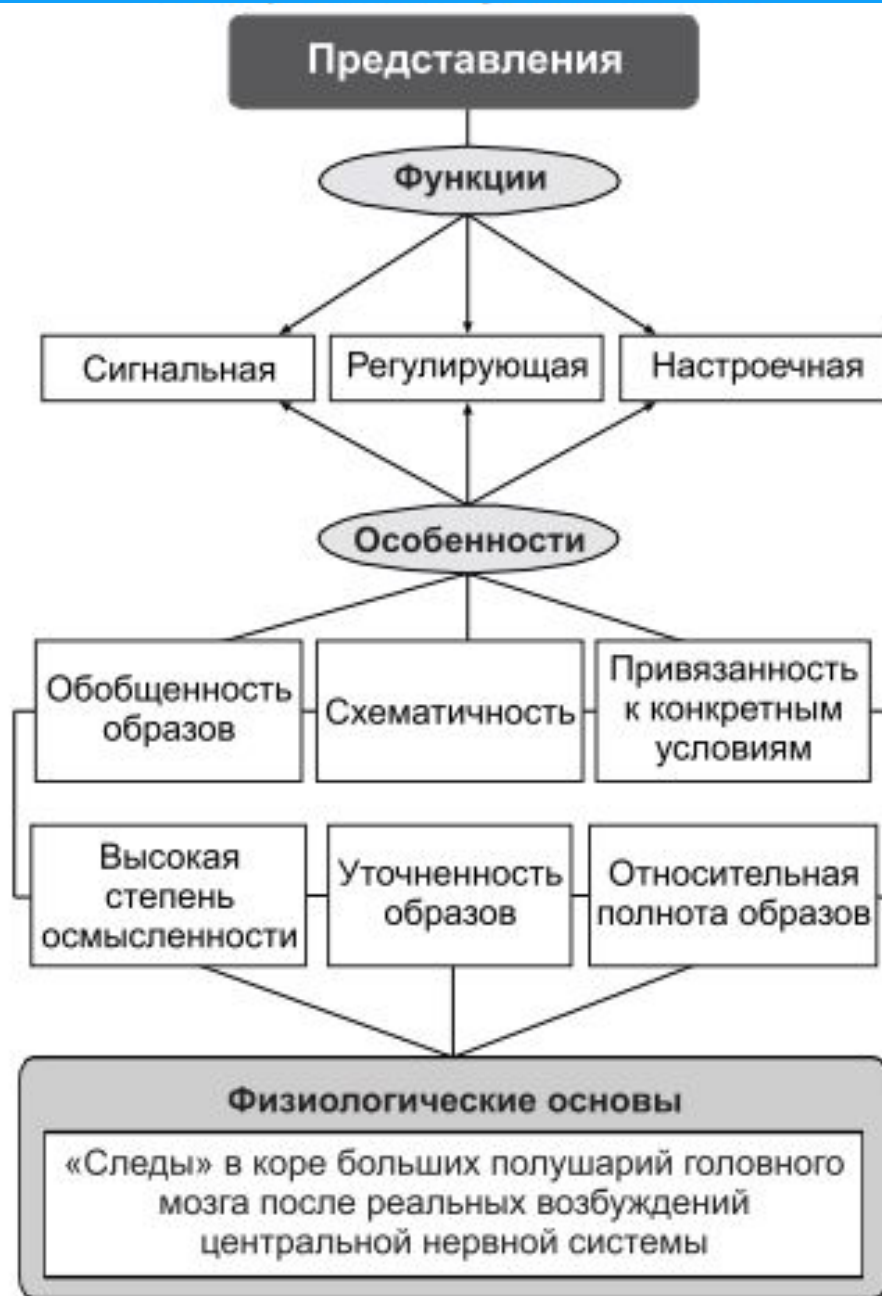 Представления
Функции
Сигнальная
Регулирующая
Настроечная
Особенности
Обобщенность
образов
Схематичность
Привязанность
к конкретным
условиям
Высокая
степень
осмысленности
Уточненность
образов
Относительная
полнота образов
Физиологические основы
«Следы» в коре больших полушарий головного
мозга после реальных возбуждений
центральной нервной системы